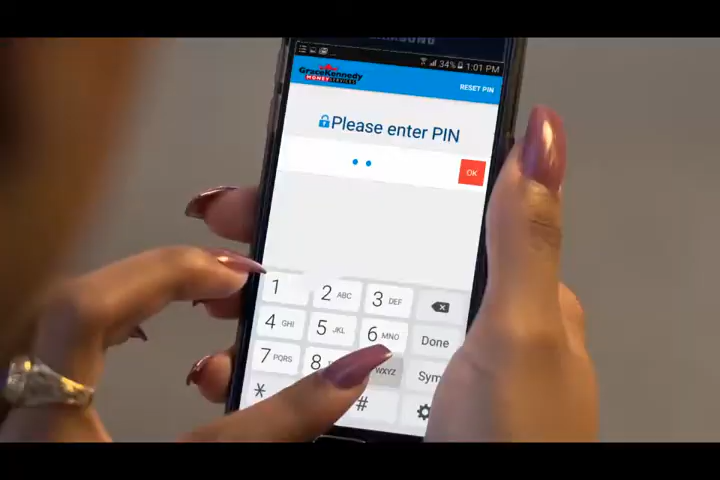 SAMSUNG
34% 1:01 PM
GraceKennedy
MONEY SERVICES
RESET PIN
Please enter PIN
OK
1
2 ABC
3 DEF
4 GHI
5 JKL
6 MNO
Done
7 PQRS
8
WXYZ
Sym
*
#